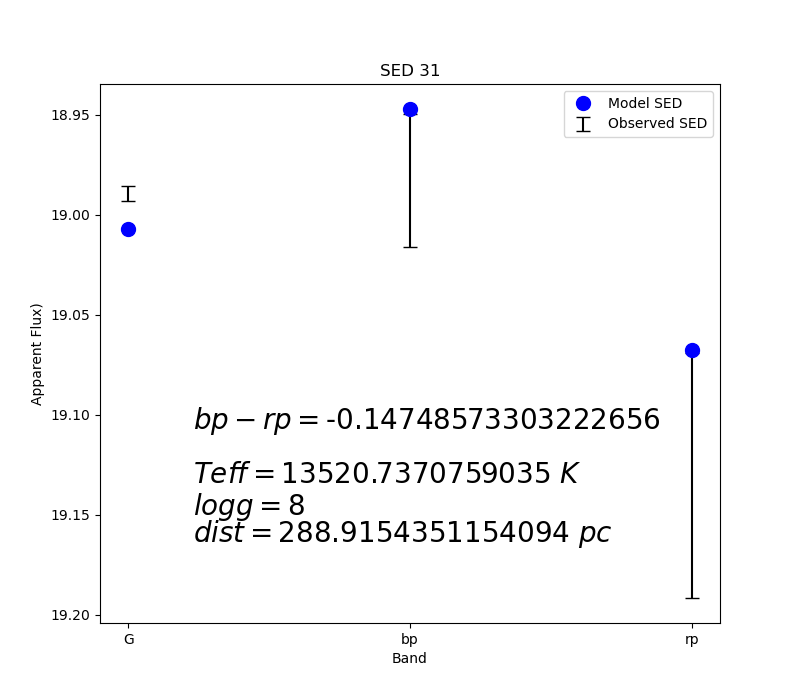 SED 31
Model SED
Observed SED
18.95
19.00
19.05
19.10
19.15
19.20
Apparent Flux)
bp − rp = -0.14748573303222656
Teff = 13520.7370759035 K
logg = 8
dist = 288.9154351154094 pc
G bp rp
Band